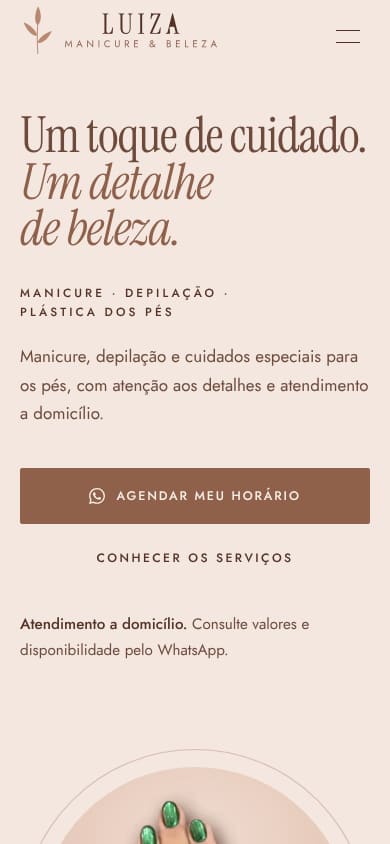 LUIZA
MANICURE & BELEZA
Um toque de cuidado.
Um detalhe
de beleza.
MANICURE · DEPILAÇÃO ·
PLÁSTICA DOS PÉS
Manicure, depilação e cuidados especiais para
os pés, com atenção aos detalhes e atendimento
a domicílio.
AGENDAR MEU HORÁRIO
CONHECER OS SERVIÇOS
Atendimento a domicílio. Consulte valores e
disponibilidade pelo WhatsApp.